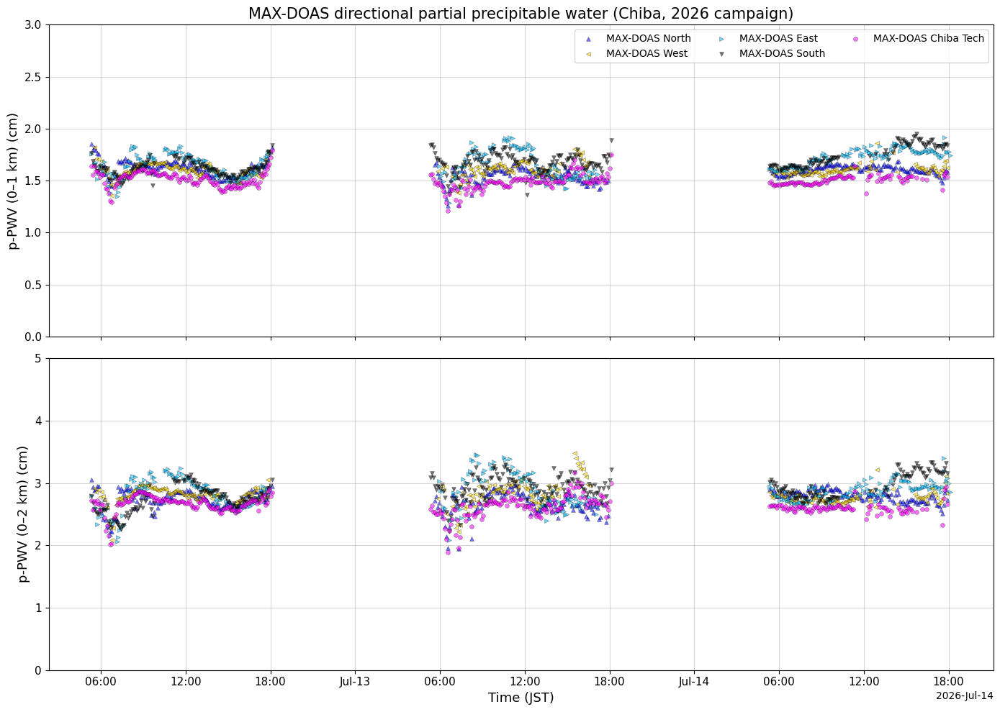 MAX-DOAS directional partial precipitable water (Chiba, 2026 campaign)
MAX-DOAS North
MAX-DOAS West
MAX-DOAS East
MAX-DOAS South
MAX-DOAS Chiba Tech
p-PWV (0–1 km) (cm)
3.0
2.5
2.0
1.5
1.0
0.5
0.0
p-PWV (0–2 km) (cm)
5
4
3
2
1
0
06:00 12:00 18:00 Jul-13 06:00 12:00 18:00 Jul-14 06:00 12:00 18:00
2026-Jul-14
Time (JST)